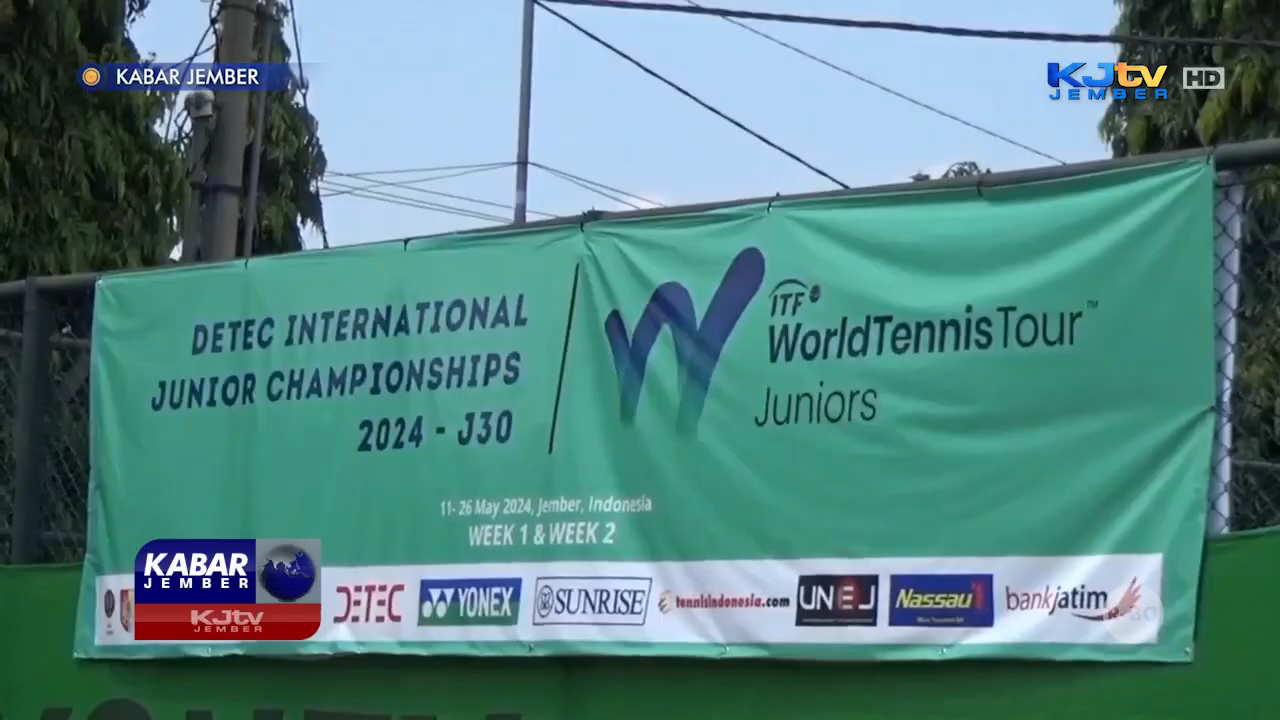 KABAR JEMBER
KJtv
JEMBER
HD
DETEC INTERNATIONAL
JUNIOR CHAMPIONSHIPS
2024 - J30
ITF
WorldTennisTour™
Juniors
11- 26 May 2024, Jember, Indonesia
WEEK 1 & WEEK 2
KABAR
JEMBER
KJtv
JEMBER
DETEC
YONEX
SUNRISE
tennisindonesia.com
UNEJ
Nassau
bankjatim